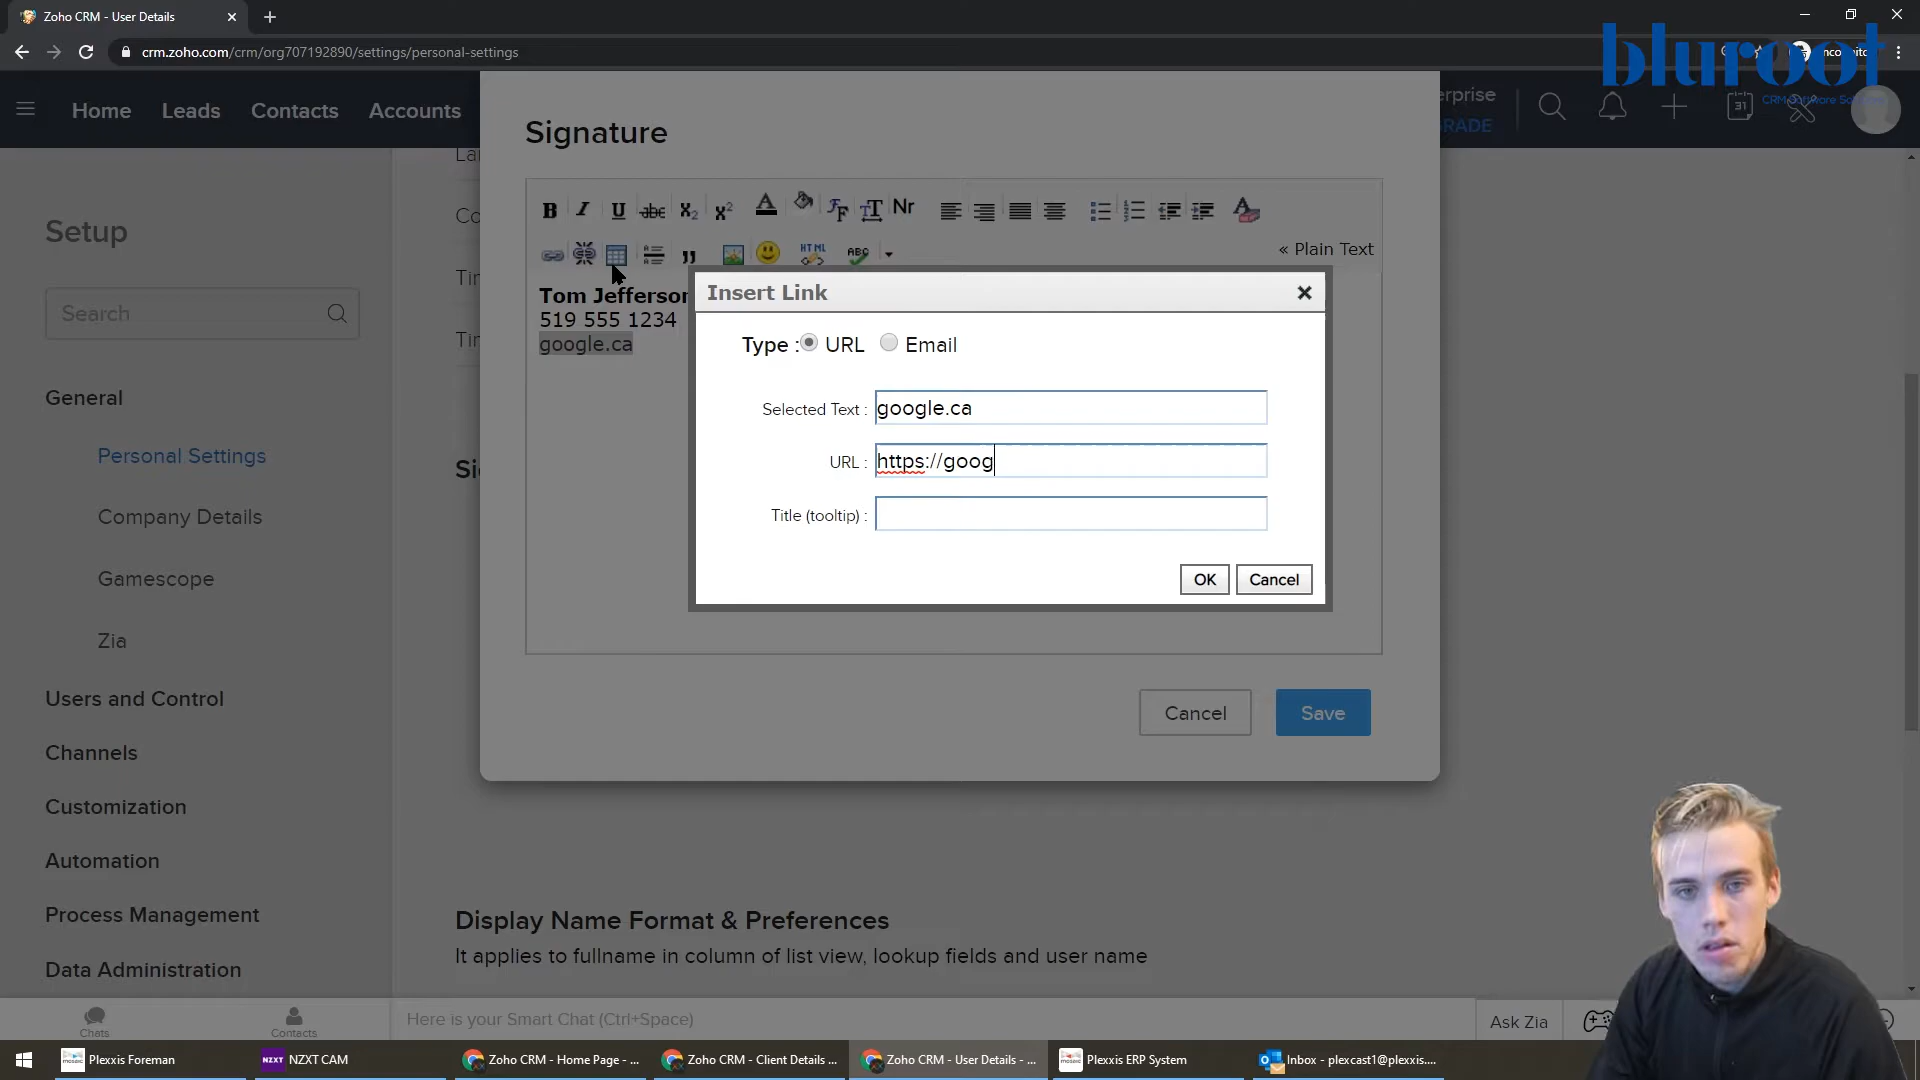 Zoho CRM - User Details
crm.zoho.com/crm/org707192890/settings/personal-settings
bluroot
Home Leads Contacts Accounts
Signature
Setup
Search
« Plain Text
Tom Jefferson
519 555 1234
google.ca
Insert Link
Type : URL Email
Selected Text : google.ca
URL : https://goog
Title (tooltip) :
OK Cancel
Cancel Save
General
Personal Settings
Company Details
Gamescope
Zia
Users and Control
Channels
Customization
Automation
Process Management
Data Administration
Display Name Format & Preferences
It applies to fullname in column of list view, lookup fields and user name
Chats Contacts Here is your Smart Chat (Ctrl+Space) Ask Zia
Plexxis Foreman NZXT CAM Zoho CRM - Home Page - ... Zoho CRM - Client Details ... Zoho CRM - User Details - ... Plexxis ERP System Inbox - plexcast1@plexxis....